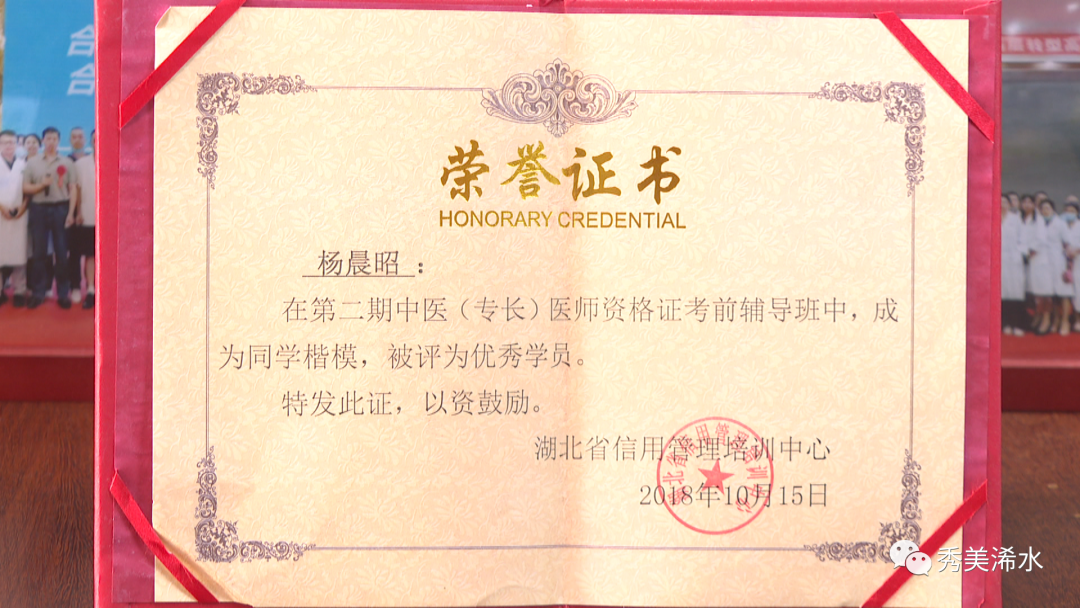 荣誉证书
HONORARY CREDENTIAL
杨晨昭：
在第二期中医（专长）医师资格证考前辅导班中，成
为同学楷模，被评为优秀学员。
特发此证，以资鼓励。
湖北省信用管理培训中心
2018年10月15日
秀美浠水